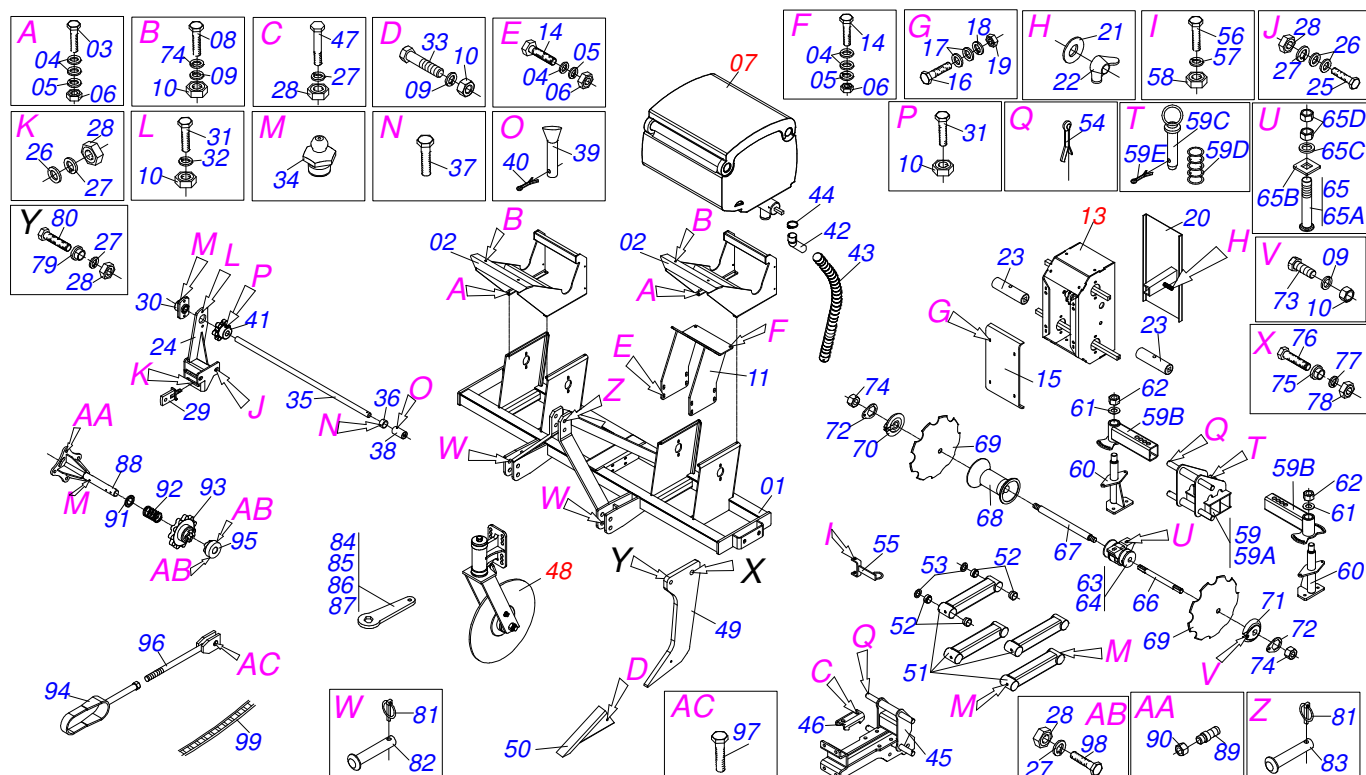 A 03 04 05 06
B 08 74 09 10
C 47 27 28
D 33 10 09
E 14 05 04 06
F 14 04 05 06
G 18 17 16 19
H 21 22
I 56 57 58
J 28 26 27 25
K 28 26 27
L 31 32 10
M 34
N 37
O 40 39
P 31 10
Q 54
T 59C 59E 59D
U 65D 65C 65B 65 65A
Y 80 27 79 28
V 09 73 10
X 76 77 75 78
07
44
42
43
B
02
A
B
02
A
M L P
30
41
24
K
29
J
35
36
O
N
38
E
F
11
Z
W
W
01
13
20
H
23
23
G
15
62
61
59B
Q
T
60
59B
62
61
59
59A
60
74
72
70
69
68
67
U
63
64
66
69
71
72
74
V
AA
88
M
91
92
93
AB
95
AB
84
85
86
87
48
Y
X
49
D
50
I
55
53
52
52
51
M
M
Q
C
46
45
96
AC
94
99
W 81 82
AC 97
AB 28 98 27
AA 90 89
Z 81 83